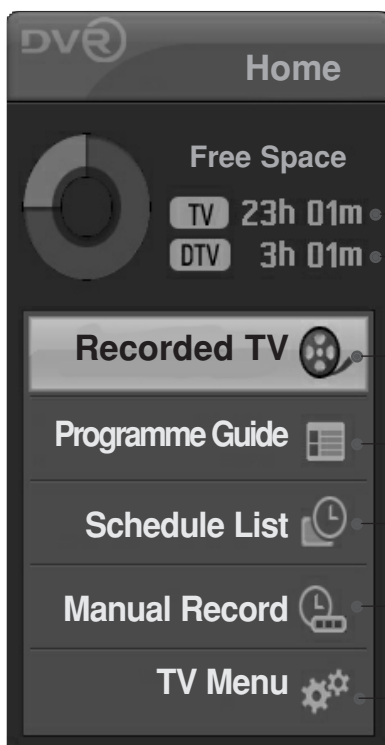 DVR
Home
Free Space
TV 23h 01m
DTV 3h 01m
Recorded TV
Programme Guide
Schedule List
Manual Record
TV Menu